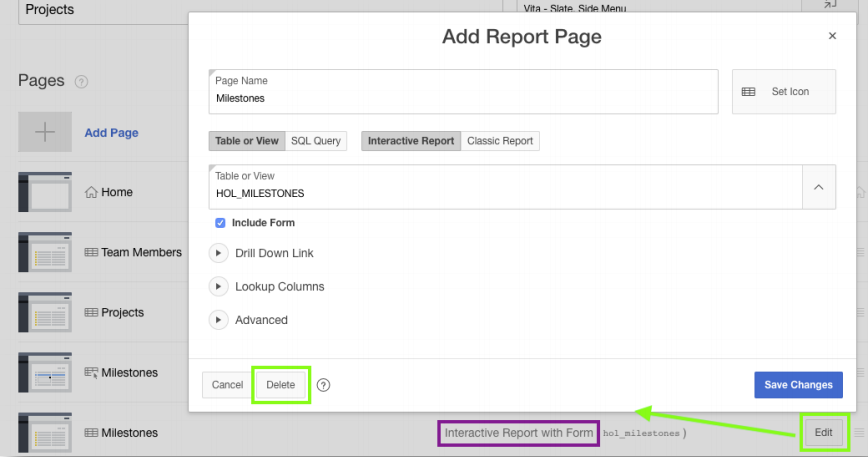 Projects
Vita - Slate, Side Menu
Add Report Page
Page Name
Milestones
Set Icon
Pages
Add Page
Table or View SQL Query Interactive Report Classic Report
Table or View
HOL_MILESTONES
Home
Include Form
Team Members
Drill Down Link
Lookup Columns
Projects
Advanced
Milestones
Cancel Delete ? Save Changes
Milestones
Interactive Report with Form hol_milestones )
Edit